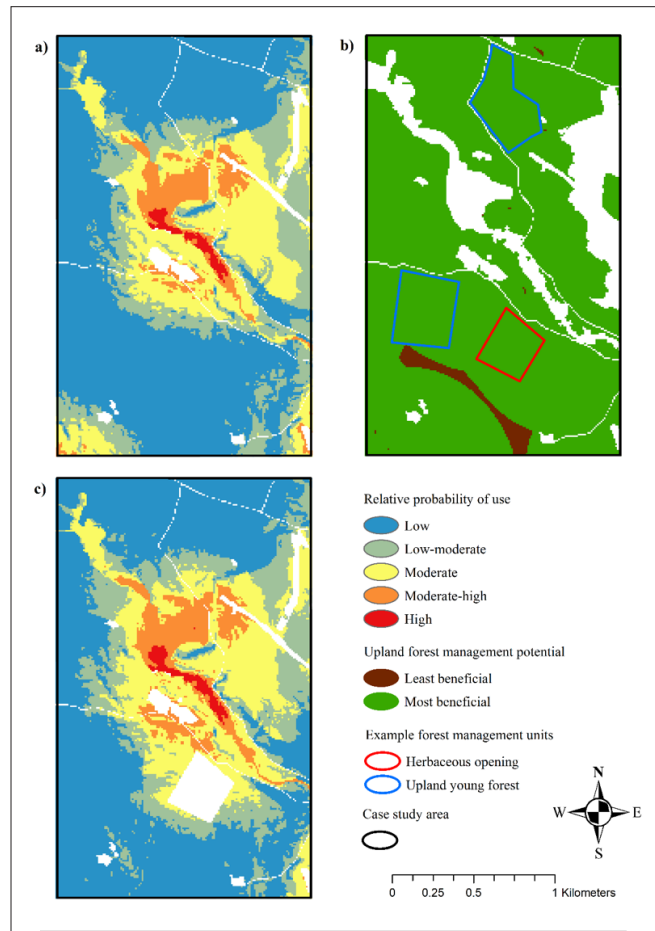 a)
b)
c)
Relative probability of use
Low
Low-moderate
Moderate
Moderate-high
High
Upland forest management potential
Least beneficial
Most beneficial
Example forest management units
Herbaceous opening
Upland young forest
Case study area
N
W E
S
0 0.25 0.5 1 Kilometers